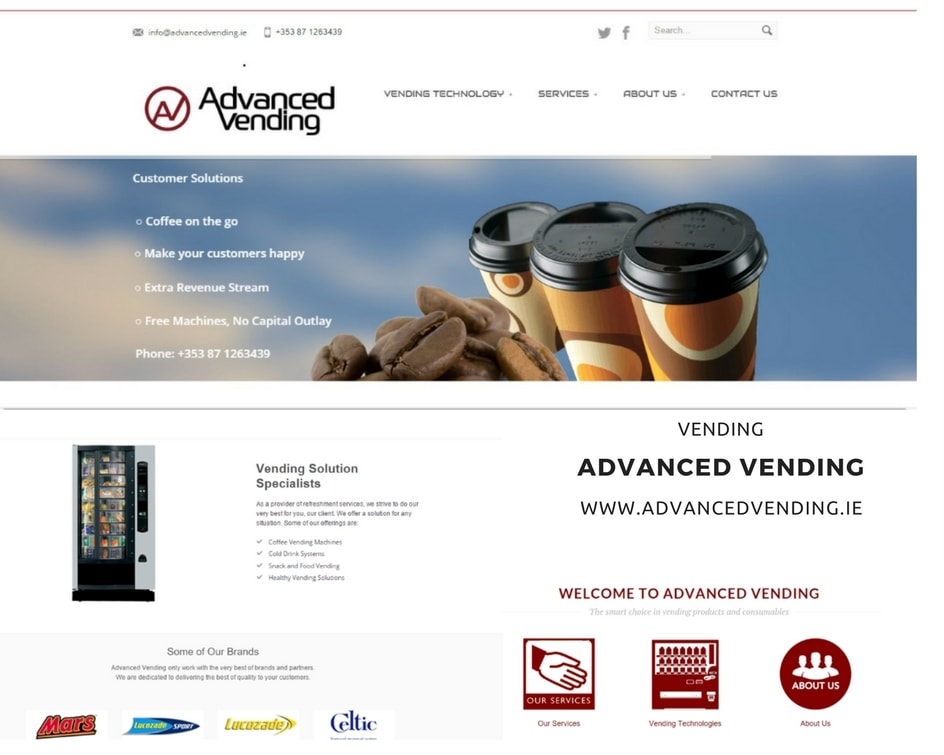 info@advancedvending.ie
+353 87 1263439
Search...
Advanced
Vending
VENDING TECHNOLOGY
SERVICES
ABOUT US
CONTACT US
Customer Solutions
○ Coffee on the go
○ Make your customers happy
○ Extra Revenue Stream
○ Free Machines, No Capital Outlay
Phone: +353 87 1263439
Vending Solution
Specialists
As a provider of refreshment services, we strive to do our
very best for you, our client. We offer a solution for any
situation. Some of our offerings are:
Coffee Vending Machines
Cold Drink Systems
Snack and Food Vending
Healthy Vending Solutions
Some of Our Brands
Advanced Vending only work with the very best of brands and partners.
We are dedicated to delivering the best of quality to your customers.
Mars
Lucozade SPORT
Lucozade
Celtic
VENDING
ADVANCED VENDING
WWW.ADVANCEDVENDING.IE
WELCOME TO ADVANCED VENDING
The smart choice in vending products and consumables
OUR SERVICES
ABOUT US
Our Services
Vending Technologies
About Us